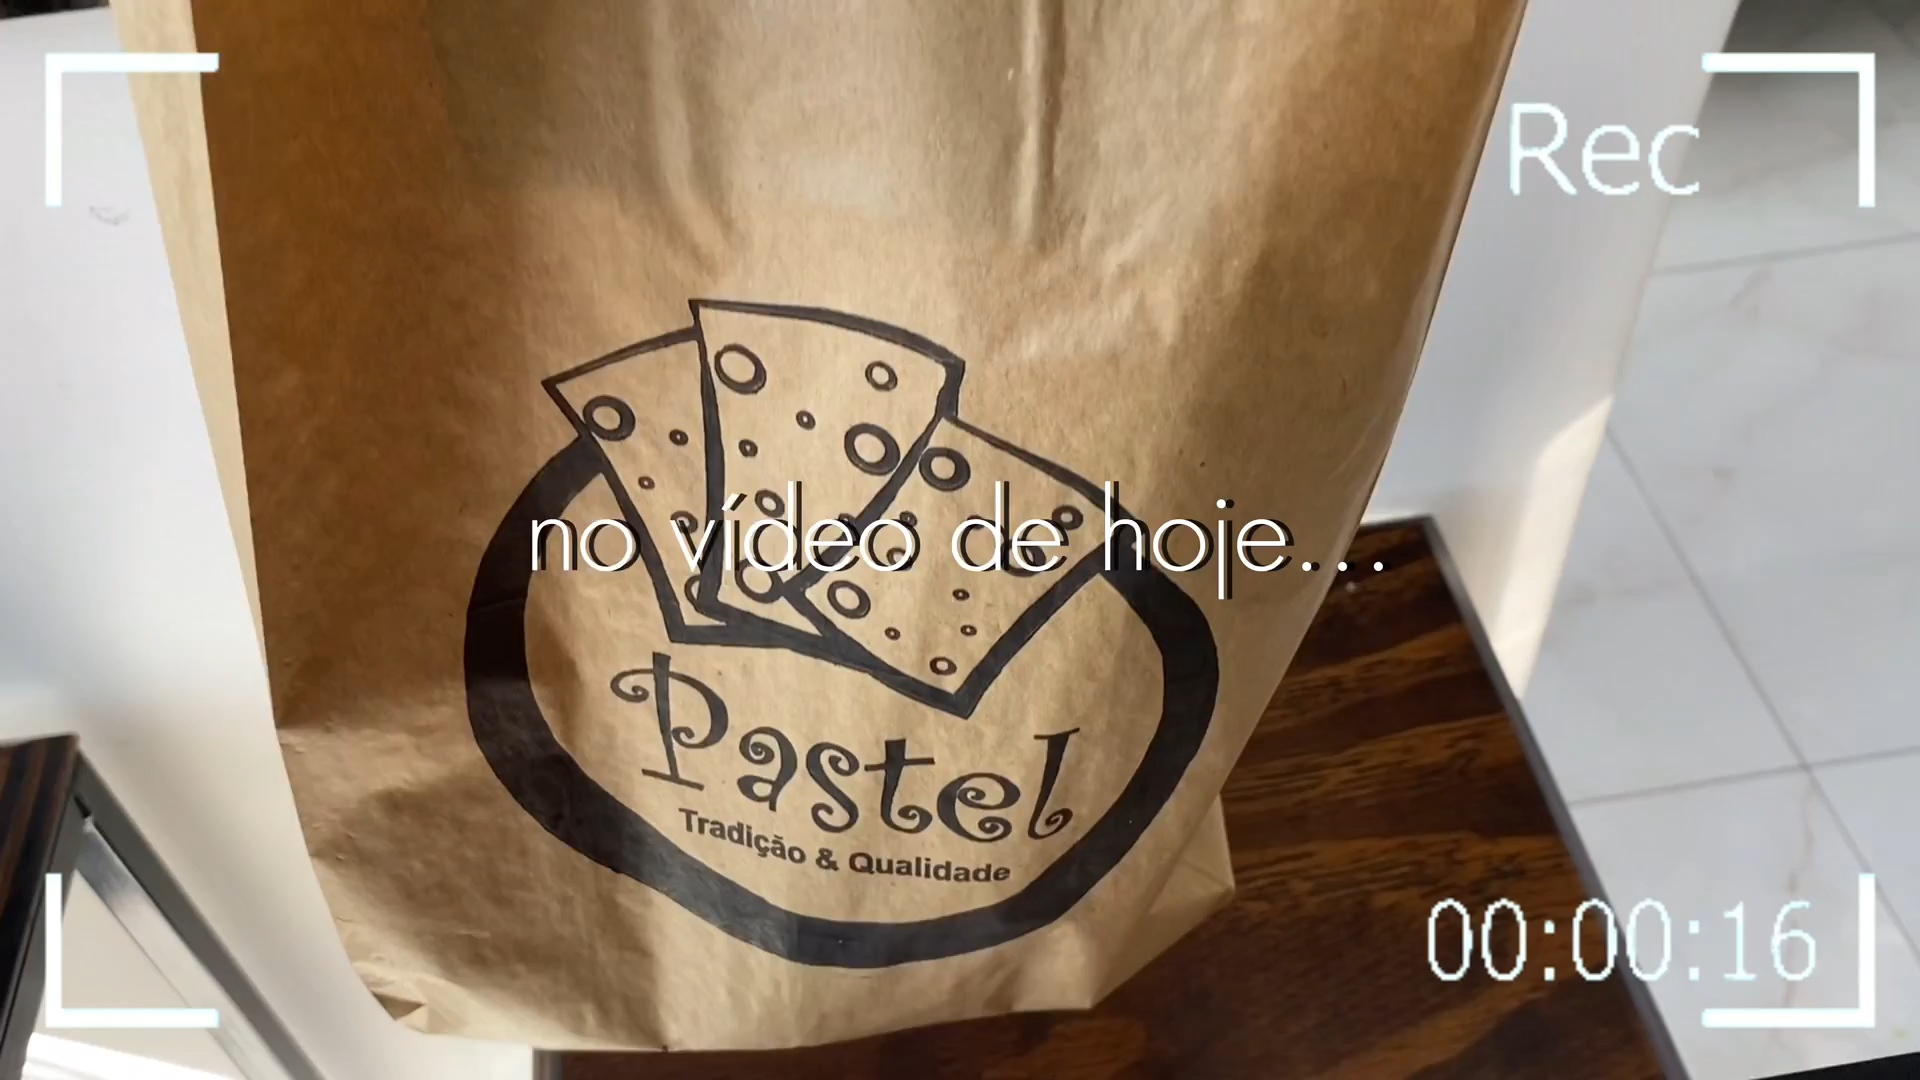 Rec
no vídeo de hoje...
Pastel
Tradição & Qualidade
00:00:16